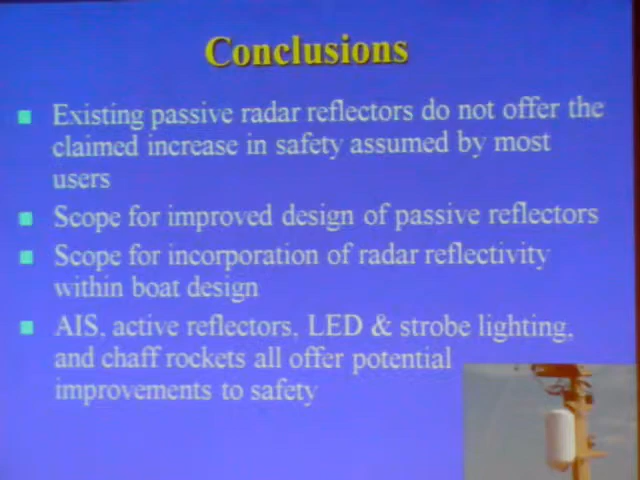 Conclusions
Existing passive radar reflectors do not offer the
claimed increase in safety assumed by most
users
Scope for improved design of passive reflectors
Scope for incorporation of radar reflectivity
within boat design
AIS, active reflectors, LED & strobe lighting,
and chaff rockets all offer potential
improvements to safety